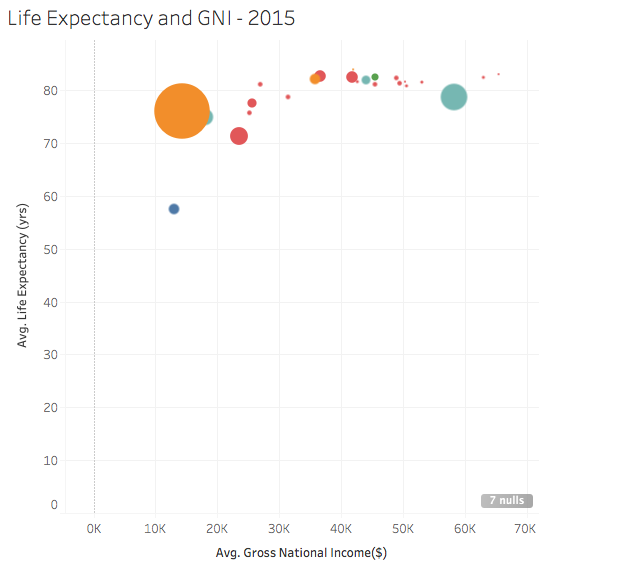 Life Expectancy and GNI - 2015
80
70
60
50
40
30
20
10
0
Avg. Life Expectancy (yrs)
7 nulls
0K 10K 20K 30K 40K 50K 60K 70K
Avg. Gross National Income($)